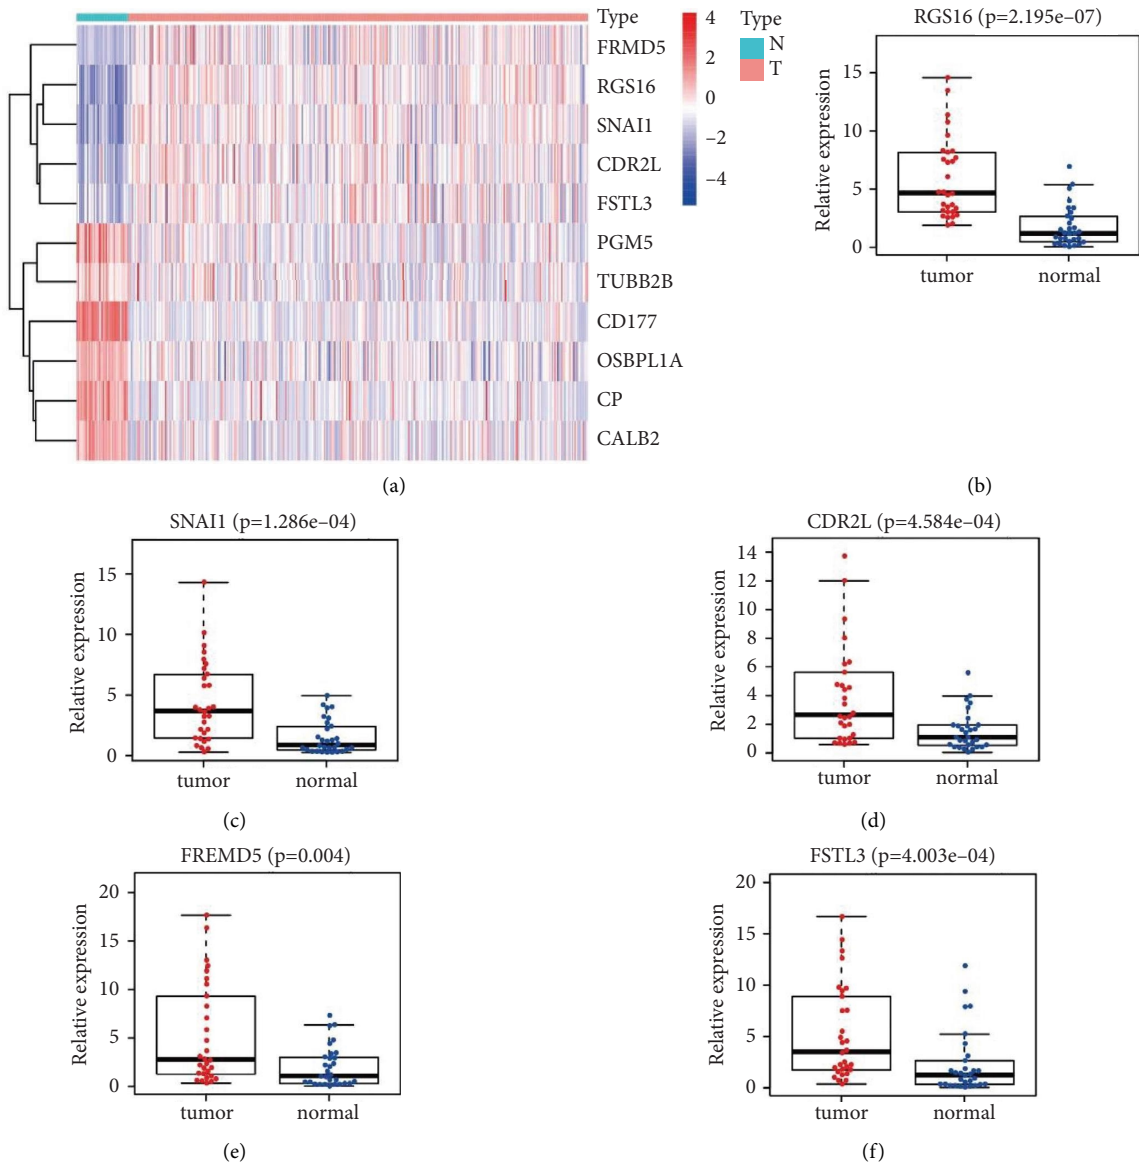 Type
FRMD5
RGS16
SNAI1
CDR2L
FSTL3
PGM5
TUBB2B
CD177
OSBPL1A
CP
CALB2
4
2
0
−2
−4
Type
N
T
(a)
RGS16 (p=2.195e−07)
Relative expression
15
10
5
0
tumor normal
(b)
SNAI1 (p=1.286e−04)
Relative expression
15
10
5
0
tumor normal
(c)
CDR2L (p=4.584e−04)
Relative expression
14
12
10
8
6
4
2
0
tumor normal
(d)
FREMD5 (p=0.004)
Relative expression
20
15
10
5
0
tumor normal
(e)
FSTL3 (p=4.003e−04)
Relative expression
20
15
10
5
0
tumor normal
(f)